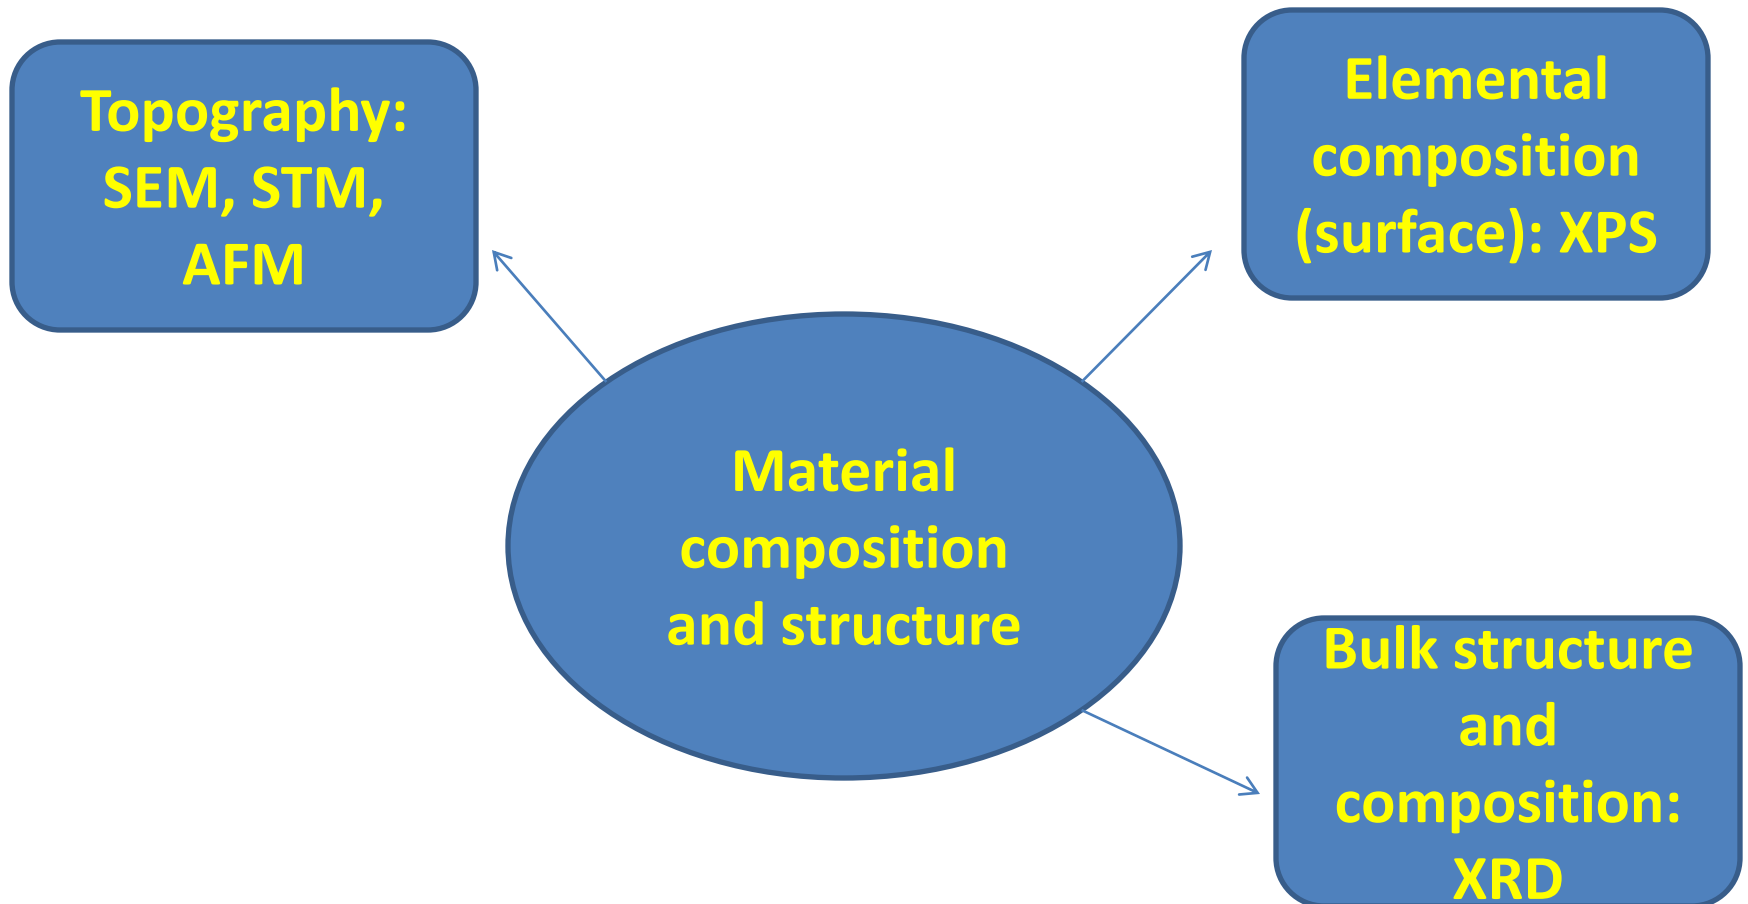 Topography:
SEM, STM,
AFM
Elemental
composition
(surface): XPS
Material
composition
and structure
Bulk structure
and
composition:
XRD